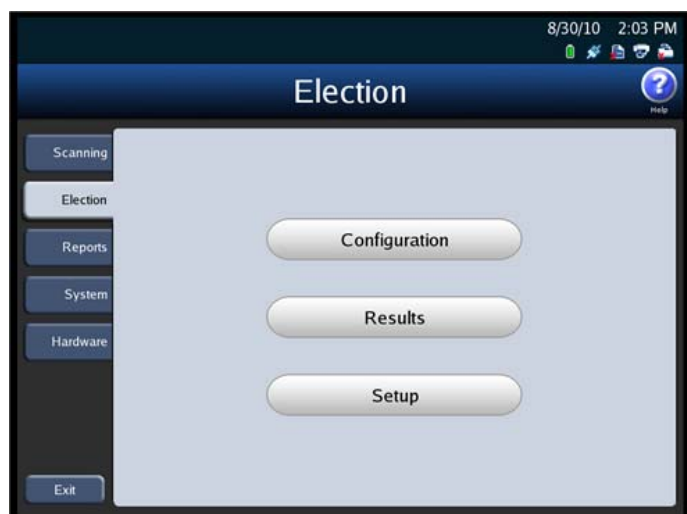 8/30/10 2:03 PM
Election
Help
Scanning
Election
Reports
System
Hardware
Configuration
Results
Setup
Exit